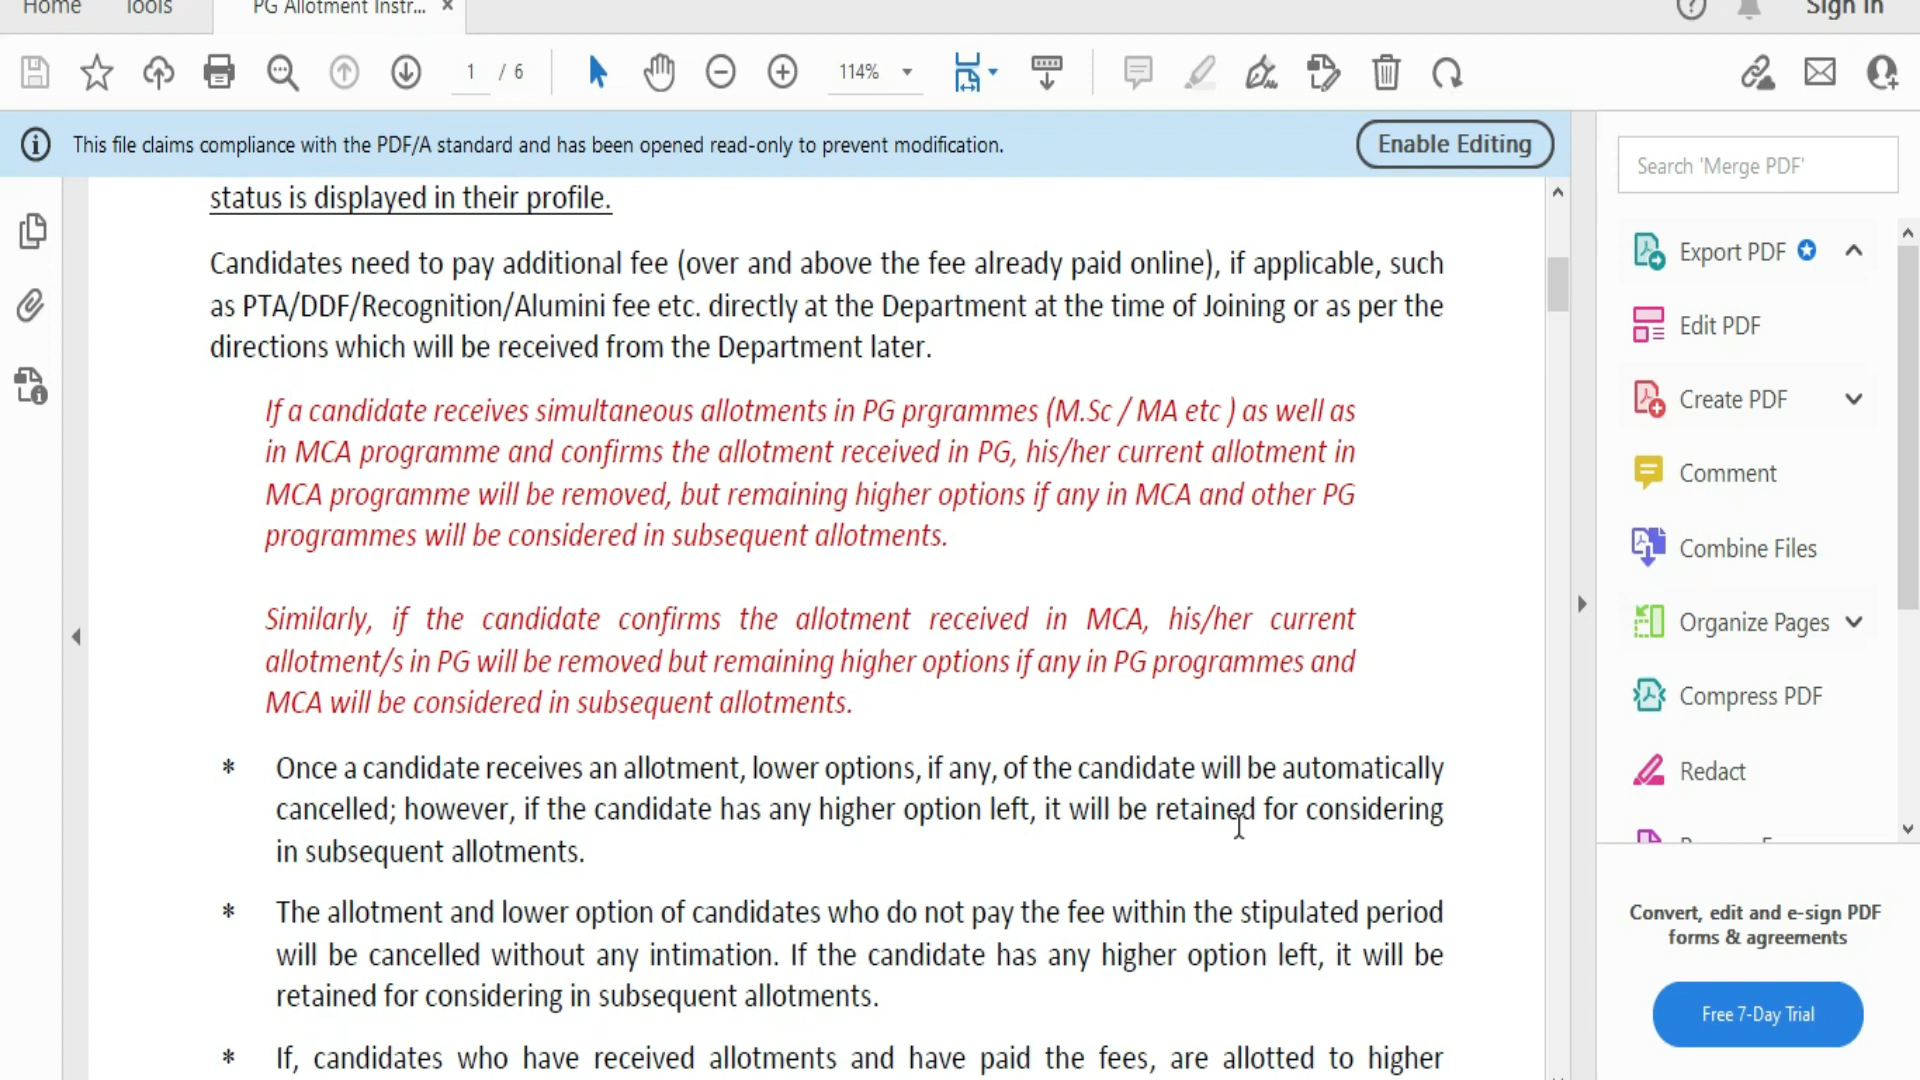 Home Tools PG Allotment Instr... × Sign In
1 / 6 114%
This file claims compliance with the PDF/A standard and has been opened read-only to prevent modification. Enable Editing
Search 'Merge PDF'
status is displayed in their profile.
Candidates need to pay additional fee (over and above the fee already paid online), if applicable, such
as PTA/DDF/Recognition/Alumini fee etc. directly at the Department at the time of Joining or as per the
directions which will be received from the Department later.
If a candidate receives simultaneous allotments in PG prgrammes (M.Sc / MA etc ) as well as
in MCA programme and confirms the allotment received in PG, his/her current allotment in
MCA programme will be removed, but remaining higher options if any in MCA and other PG
programmes will be considered in subsequent allotments.
Similarly, if the candidate confirms the allotment received in MCA, his/her current
allotment/s in PG will be removed but remaining higher options if any in PG programmes and
MCA will be considered in subsequent allotments.
* Once a candidate receives an allotment, lower options, if any, of the candidate will be automatically
cancelled; however, if the candidate has any higher option left, it will be retained for considering
in subsequent allotments.
* The allotment and lower option of candidates who do not pay the fee within the stipulated period
will be cancelled without any intimation. If the candidate has any higher option left, it will be
retained for considering in subsequent allotments.
* If, candidates who have received allotments and have paid the fees, are allotted to higher
Export PDF
Edit PDF
Create PDF
Comment
Combine Files
Organize Pages
Compress PDF
Redact
Convert, edit and e-sign PDF
forms & agreements
Free 7-Day Trial